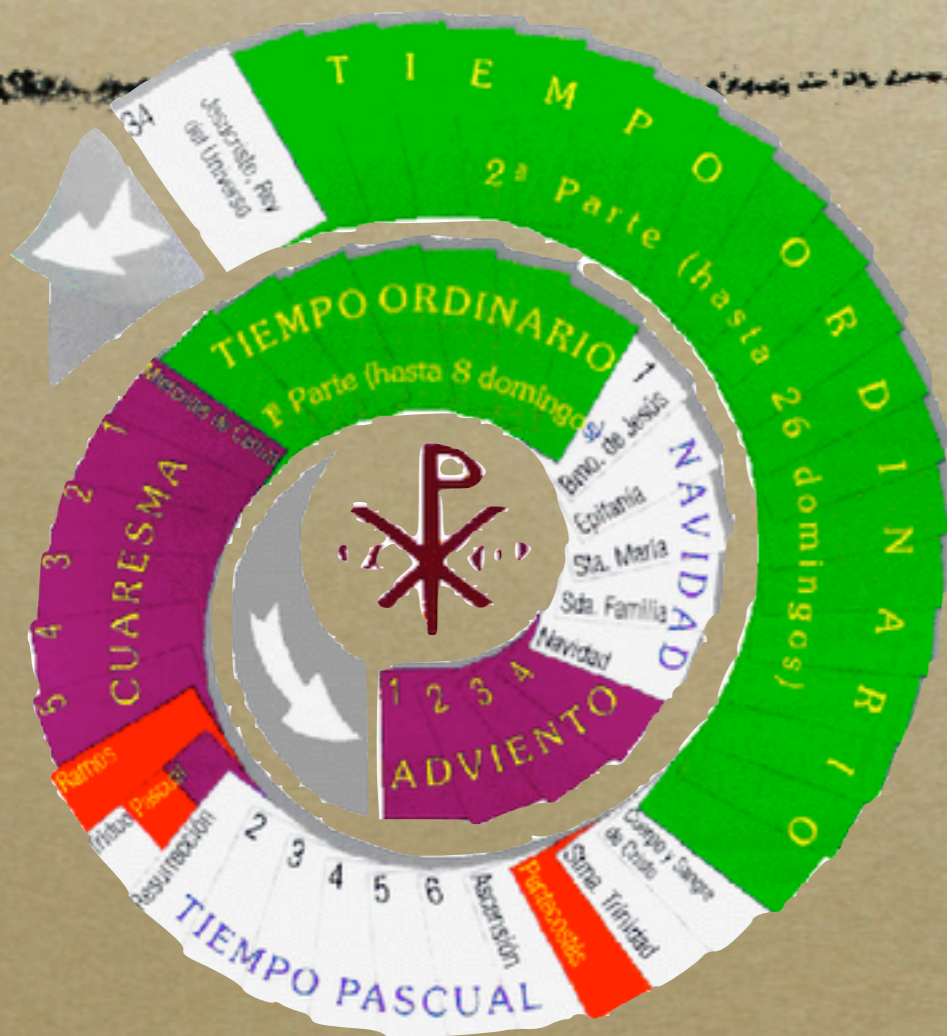 1
2
3
4
ADVIENTO
Navidad
Sda. Familia
Sta. María
Epifanía
Bmo. de Jesús
1
NAVIDAD
TIEMPO ORDINARIO
1ª Parte (hasta 8 domingos)
Miércoles de Ceniza
1
2
3
4
5
CUARESMA
Ramos
Triduo
Pascual
Resurrección
2
3
4
5
6
Ascensión
TIEMPO PASCUAL
Pentecostés
Stma. Trinidad
Cuerpo y Sangre
de Cristo
TIEMPO ORDINARIO
2ª Parte (hasta 26 domingos)
Jesucristo, Rey
del Universo
34